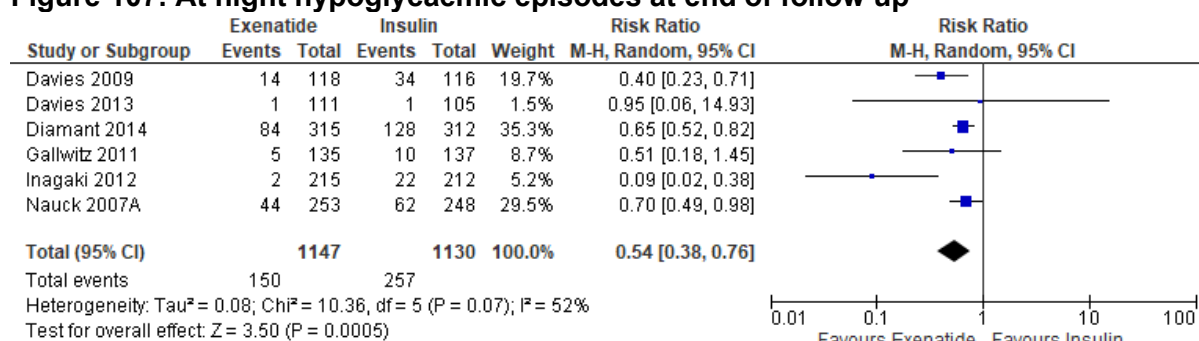 Figure 107: At night hypoglycaemic episodes at end of follow up
Exenatide Insulin Risk Ratio Risk Ratio
Study or Subgroup Events Total Events Total Weight M-H, Random, 95% CI M-H, Random, 95% CI
Davies 2009 14 118 34 116 19.7% 0.40 [0.23, 0.71]
Davies 2013 1 111 1 105 1.5% 0.95 [0.06, 14.93]
Diamant 2014 84 315 128 312 35.3% 0.65 [0.52, 0.82]
Gallwitz 2011 5 135 10 137 8.7% 0.51 [0.18, 1.45]
Inagaki 2012 2 215 22 212 5.2% 0.09 [0.02, 0.38]
Nauck 2007A 44 253 62 248 29.5% 0.70 [0.49, 0.98]
Total (95% CI) 1147 1130 100.0% 0.54 [0.38, 0.76]
Total events 150 257
Heterogeneity: Tau² = 0.08; Chi² = 10.36, df = 5 (P = 0.07); I² = 52%
Test for overall effect: Z = 3.50 (P = 0.0005)
0.01 0.1 1 10 100
Favours Exenatide Favours Insulin